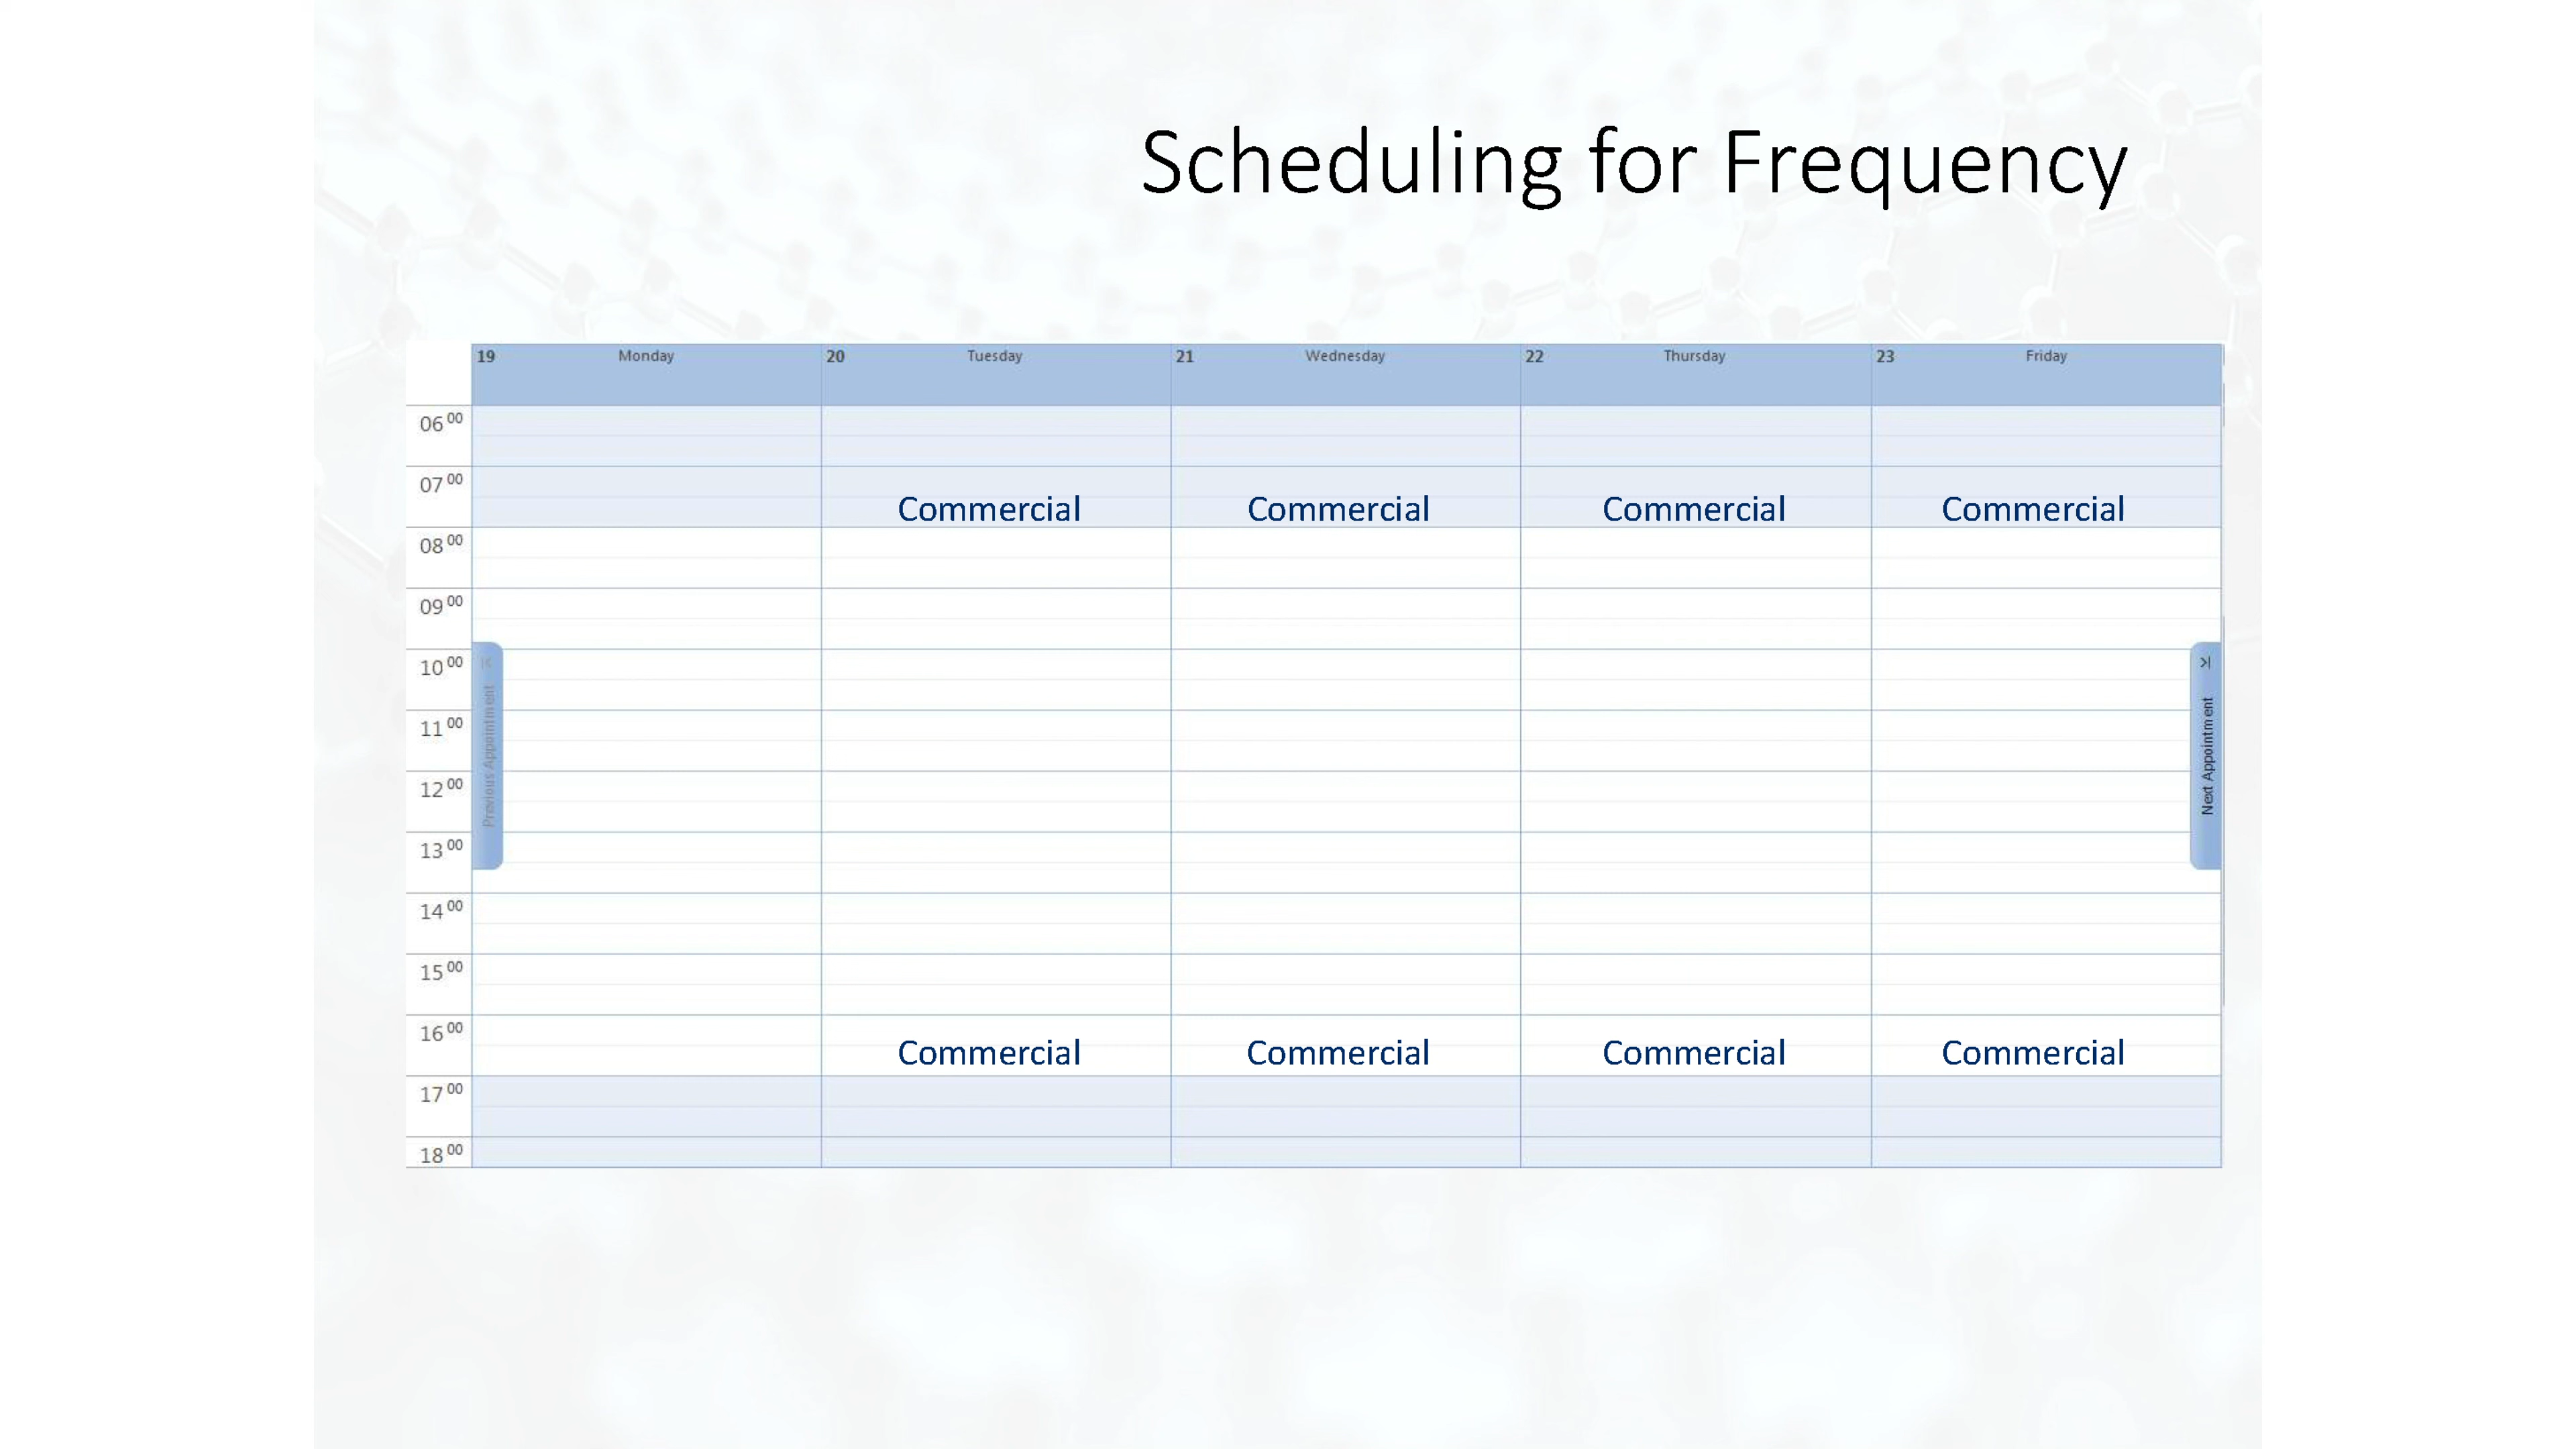 Scheduling for Frequency
19 Monday 20 Tuesday 21 Wednesday 22 Thursday 23 Friday
06 00
07 00
Commercial Commercial Commercial Commercial
08 00
09 00
10 00
11 00
12 00
13 00
Previous Appointment
Next Appointment
14 00
15 00
16 00
Commercial Commercial Commercial Commercial
17 00
18 00